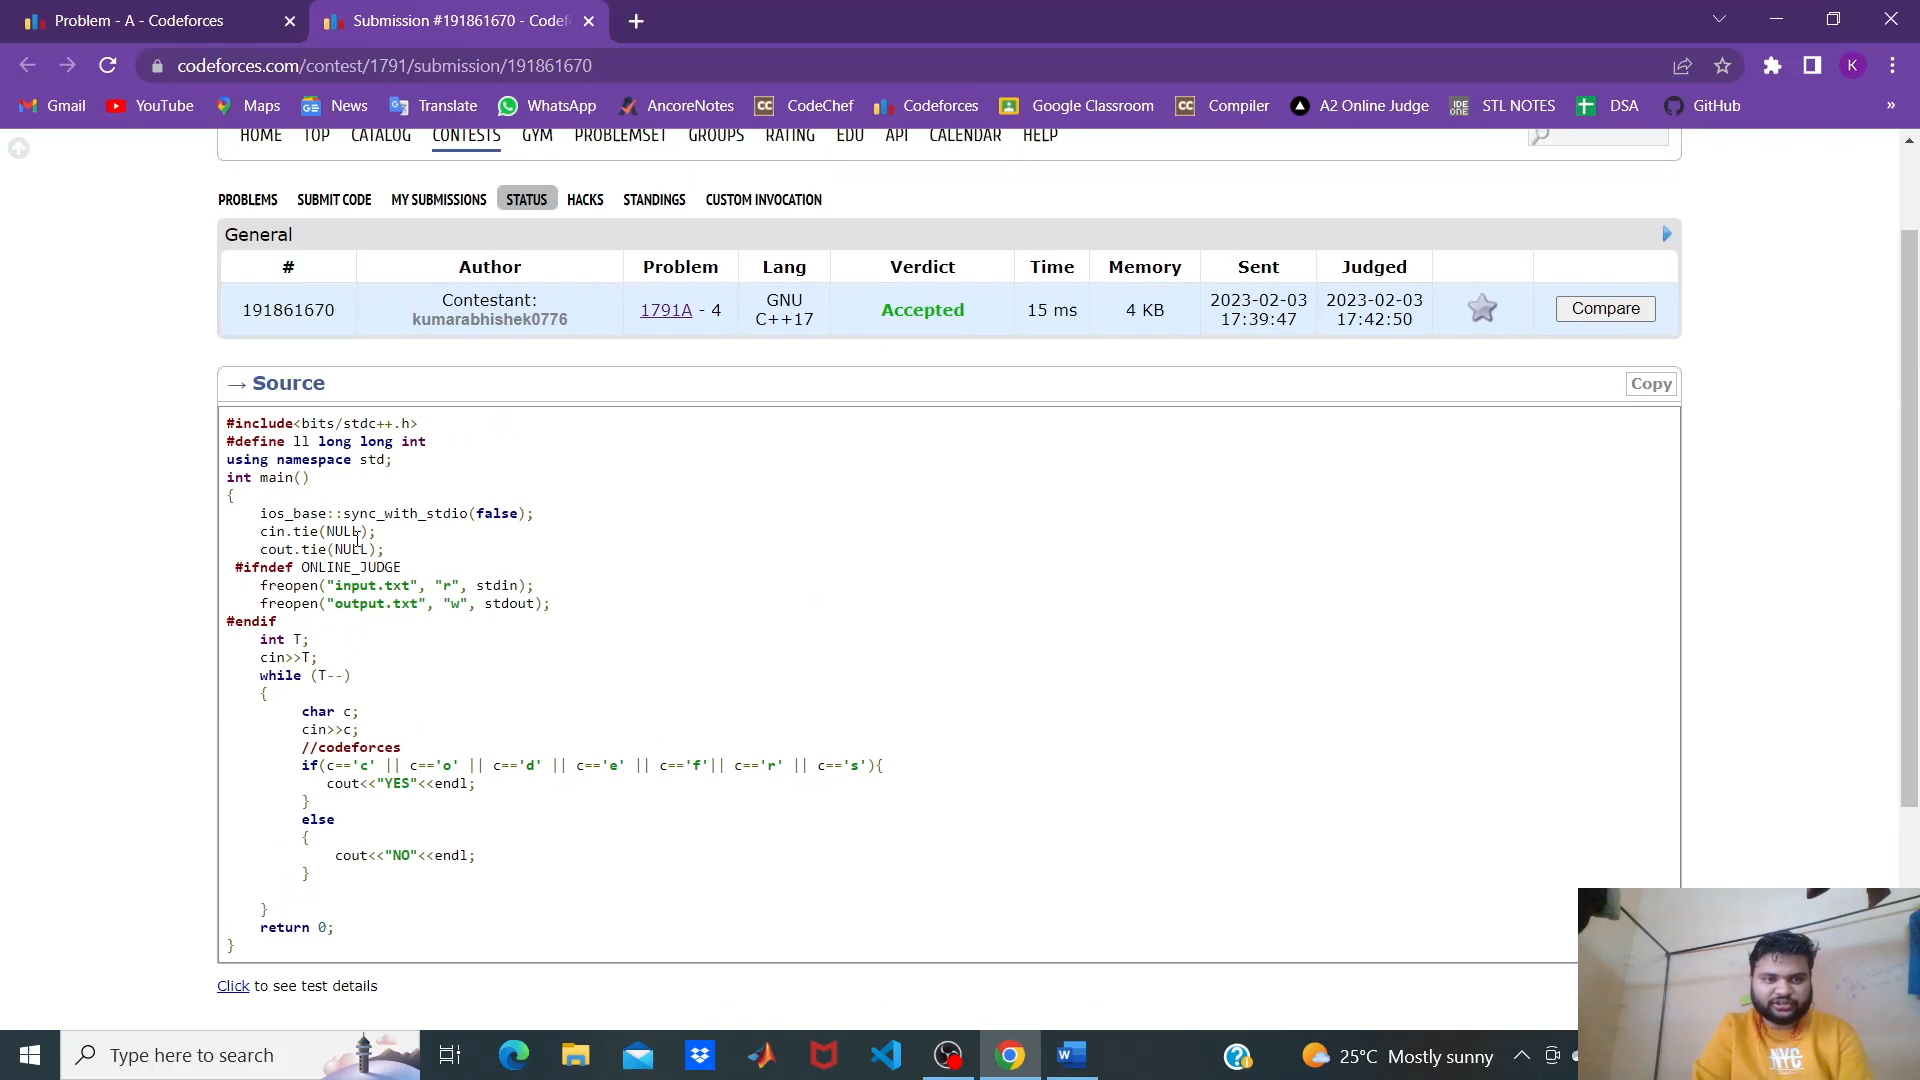 Problem - A - Codeforces
Submission #191861670 - Codef
codeforces.com/contest/1791/submission/191861670
K
Gmail YouTube Maps News Translate WhatsApp AncoreNotes CodeChef Codeforces Google Classroom Compiler A2 Online Judge STL NOTES DSA GitHub »
HOME TOP CATALOG CONTESTS GYM PROBLEMSET GROUPS RATING EDU API CALENDAR HELP
PROBLEMS SUBMIT CODE MY SUBMISSIONS STATUS HACKS STANDINGS CUSTOM INVOCATION
General
# Author Problem Lang Verdict Time Memory Sent Judged
191861670 Contestant: kumarabhishek0776 1791A - 4 GNU C++17 Accepted 15 ms 4 KB 2023-02-03 17:39:47 2023-02-03 17:42:50 Compare
→ Source Copy
#include<bits/stdc++.h>
#define ll long long int
using namespace std;
int main()
{
    ios_base::sync_with_stdio(false);
    cin.tie(NULL);
    cout.tie(NULL);
 #ifndef ONLINE_JUDGE
    freopen("input.txt", "r", stdin);
    freopen("output.txt", "w", stdout);
#endif
    int T;
    cin>>T;
    while (T--)
    {
         char c;
         cin>>c;
         //codeforces
         if(c=='c' || c=='o' || c=='d' || c=='e' || c=='f'|| c=='r' || c=='s'){
            cout<<"YES"<<endl;
         }
         else
         {
             cout<<"NO"<<endl;
         }
    }
    return 0;
}
Click to see test details
Type here to search
25°C Mostly sunny
NYC